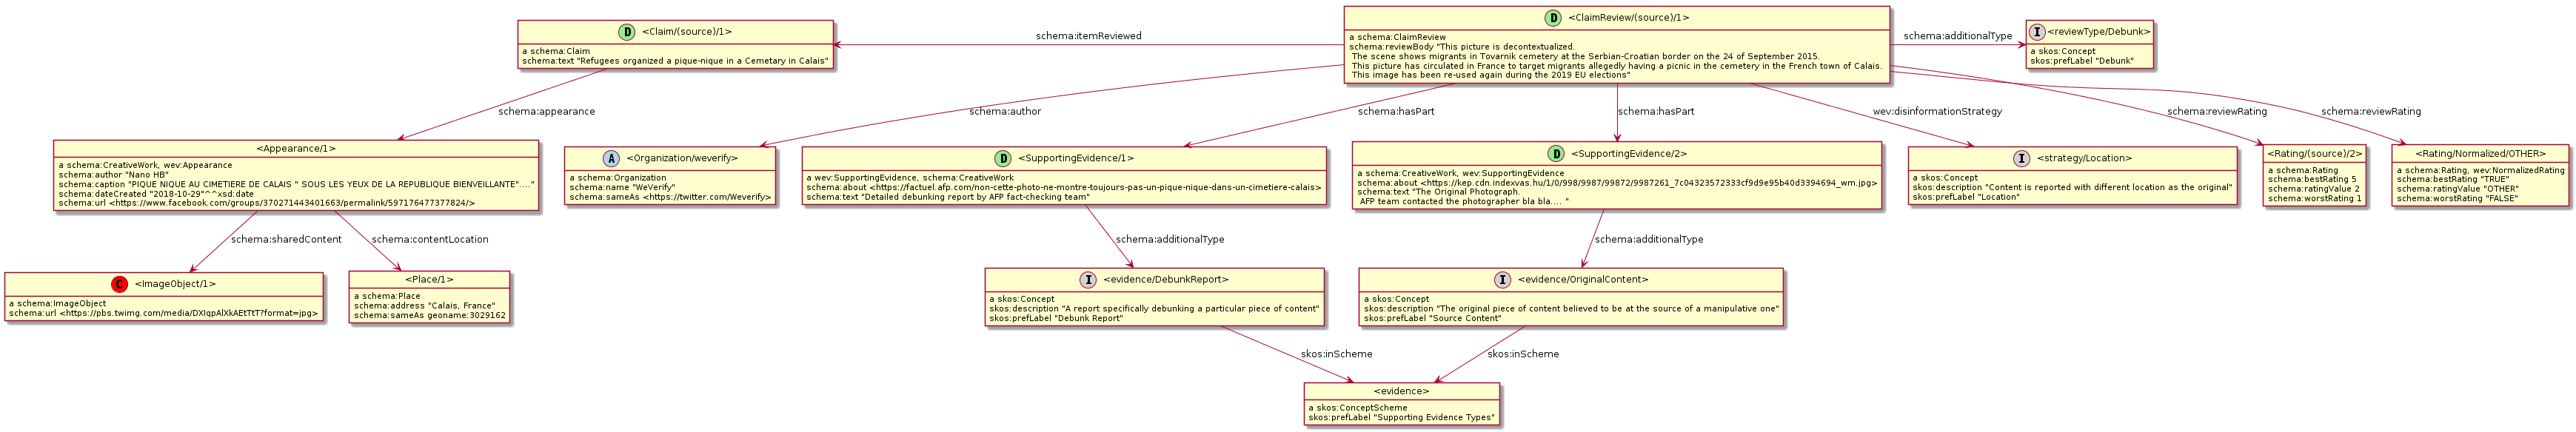 D <Claim/(source)/1>
a schema:Claim
schema:text "Refugees organized a pique-nique in a Cemetary in Calais"
schema:itemReviewed
D <ClaimReview/(source)/1>
a schema:ClaimReview
schema:reviewBody "This picture is decontextualized.
The scene shows migrants in Tovarnik cemetery at the Serbian-Croatian border on the 24 of September 2015.
This picture has circulated in France to target migrants allegedly having a picnic in the cemetery in the French town of Calais.
This image has been re-used again during the 2019 EU elections"
schema:additionalType
I <reviewType/Debunk>
a skos:Concept
skos:prefLabel "Debunk"
schema:appearance
schema:author
schema:hasPart
schema:hasPart
wev:disinformationStrategy
schema:reviewRating
schema:reviewRating
<Appearance/1>
a schema:CreativeWork, wev:Appearance
schema:author "Nano HB"
schema:caption "PIQUE NIQUE AU CIMETIERE DE CALAIS " SOUS LES YEUX DE LA REPUBLIQUE BIENVEILLANTE"...."
schema:dateCreated "2018-10-29"^^xsd:date
schema:url <https://www.facebook.com/groups/370271443401663/permalink/597176477377824/>
A <Organization/weverify>
a schema:Organization
schema:name "WeVerify"
schema:sameAs <https://twitter.com/Weverify>
D <SupportingEvidence/1>
a wev:SupportingEvidence, schema:CreativeWork
schema:about <https://factuel.afp.com/non-cette-photo-ne-montre-toujours-pas-un-pique-nique-dans-un-cimetiere-calais>
schema:text "Detailed debunking report by AFP fact-checking team"
D <SupportingEvidence/2>
a schema:CreativeWork, wev:SupportingEvidence
schema:about <https://kep.cdn.indexvas.hu/1/0/998/9987/99872/9987261_7c04323572333cf9d9e95b40d3394694_wm.jpg>
schema:text "The Original Photograph.
AFP team contacted the photographer bla bla.... "
I <strategy/Location>
a skos:Concept
skos:description "Content is reported with different location as the original"
skos:prefLabel "Location"
<Rating/(source)/2>
a schema:Rating
schema:bestRating 5
schema:ratingValue 2
schema:worstRating 1
<Rating/Normalized/OTHER>
a schema:Rating, wev:NormalizedRating
schema:bestRating "TRUE"
schema:ratingValue "OTHER"
schema:worstRating "FALSE"
schema:sharedContent
schema:contentLocation
schema:additionalType
schema:additionalType
C <ImageObject/1>
a schema:ImageObject
schema:url <https://pbs.twimg.com/media/DXIqpAlXkAEtTtT?format=jpg>
<Place/1>
a schema:Place
schema:address "Calais, France"
schema:sameAs geoname:3029162
I <evidence/DebunkReport>
a skos:Concept
skos:description "A report specifically debunking a particular piece of content"
skos:prefLabel "Debunk Report"
I <evidence/OriginalContent>
a skos:Concept
skos:description "The original piece of content believed to be at the source of a manipulative one"
skos:prefLabel "Source Content"
skos:inScheme
skos:inScheme
<evidence>
a skos:ConceptScheme
skos:prefLabel "Supporting Evidence Types"